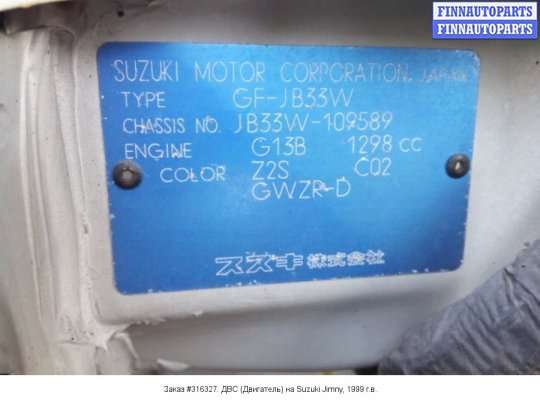 FINNAUTOPARTS
FINNAUTOPARTS
SUZUKI MOTOR CORPORATION. JAPAN
TYPE GF-JB33W
CHASSIS NO. JB33W-109589
ENGINE G13B 1298 CC
COLOR Z2S C02
GWZR-D
スズキ株式会社
Заказ #316327. ДВС (Двигатель) на Suzuki Jimny, 1999 г.в.